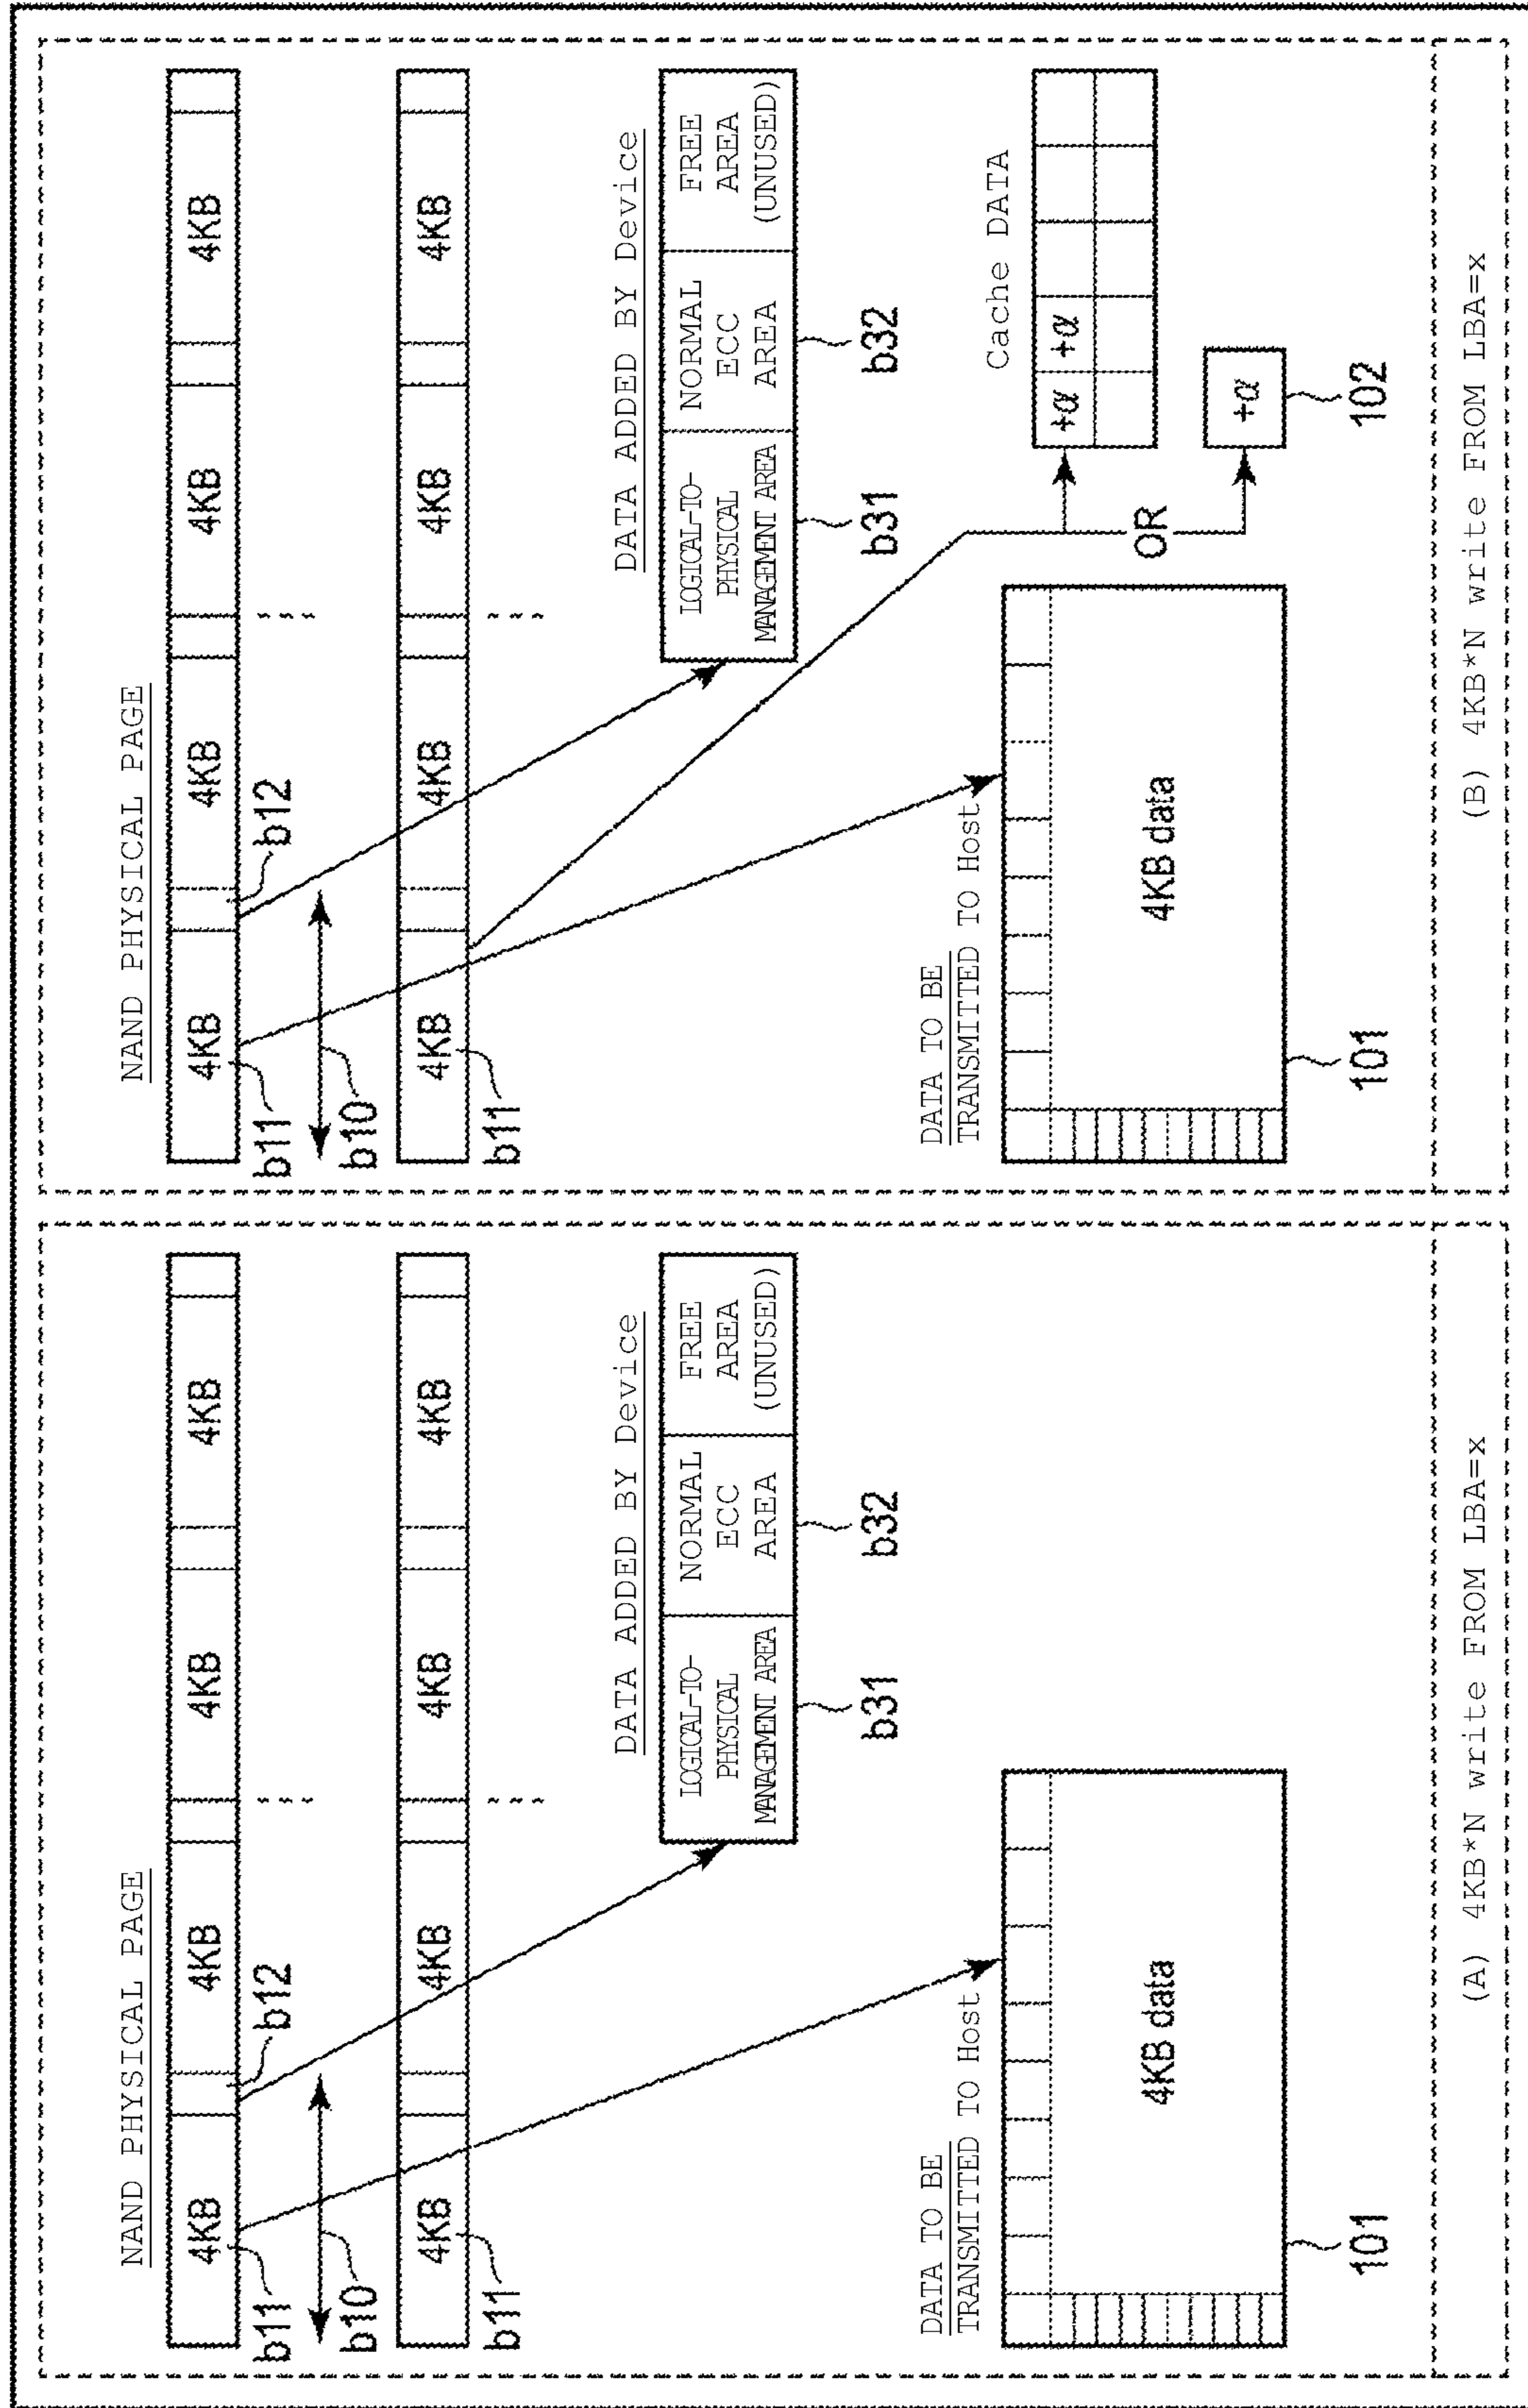 NAND PHYSICAL PAGE
4KB 4KB 4KB 4KB
b11
b12
b10
4KB 4KB 4KB 4KB
b11
DATA ADDED BY Device
LOGICAL-TO-
PHYSICAL
MANAGEMENT AREA
NORMAL
ECC
AREA
FREE
AREA
(UNUSED)
b31
b32
DATA TO BE
TRANSMITTED TO Host
4KB data
101
(A) 4KB*N write FROM LBA=x
NAND PHYSICAL PAGE
4KB 4KB 4KB 4KB
b11
b12
b10
4KB 4KB 4KB 4KB
b11
DATA ADDED BY Device
LOGICAL-TO-
PHYSICAL
MANAGEMENT AREA
NORMAL
ECC
AREA
FREE
AREA
(UNUSED)
b31
b32
DATA TO BE
TRANSMITTED TO Host
4KB data
101
Cache DATA
+α +α
OR
+α
102
(B) 4KB*N write FROM LBA=x